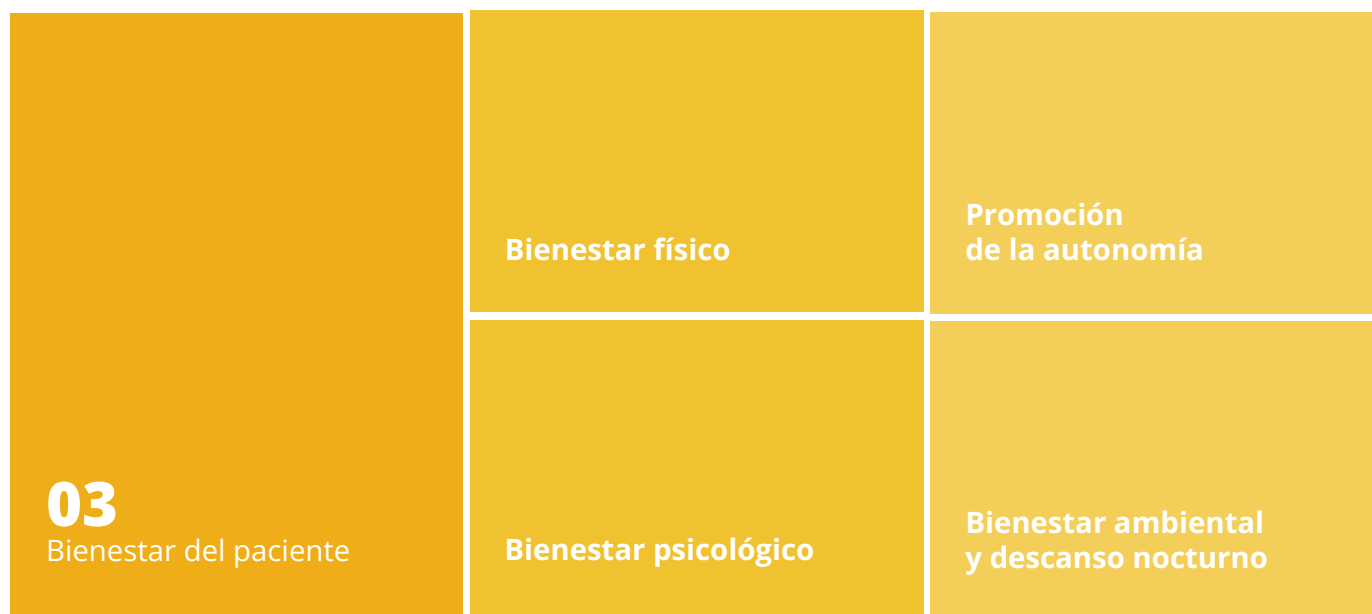 03
Bienestar del paciente
Bienestar físico
Promoción
de la autonomía
Bienestar psicológico
Bienestar ambiental
y descanso nocturno